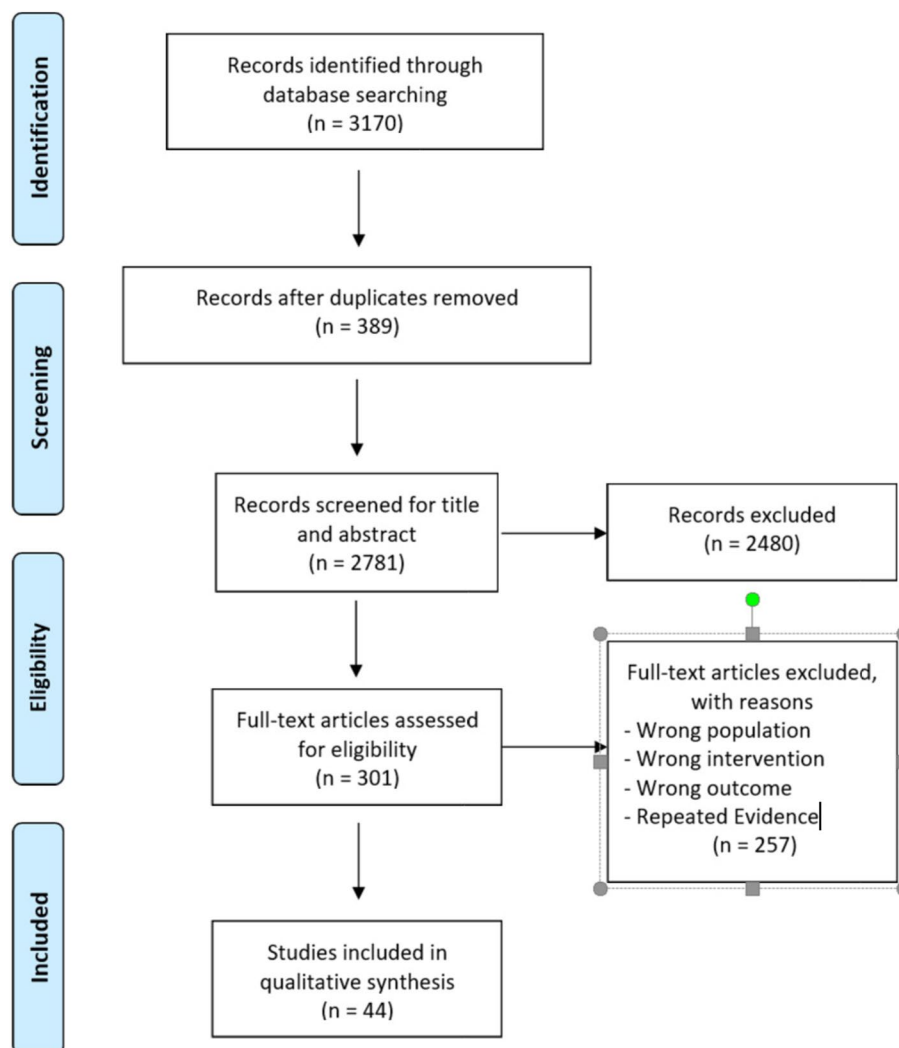 Identification
Records identified through
database searching
(n = 3170)
Records after duplicates removed
(n = 389)
Screening
Records screened for title
and abstract
(n = 2781)
Records excluded
(n = 2480)
Eligibility
Full-text articles assessed
for eligibility
(n = 301)
Full-text articles excluded,
with reasons
- Wrong population
- Wrong intervention
- Wrong outcome
- Repeated Evidence
(n = 257)
Included
Studies included in
qualitative synthesis
(n = 44)